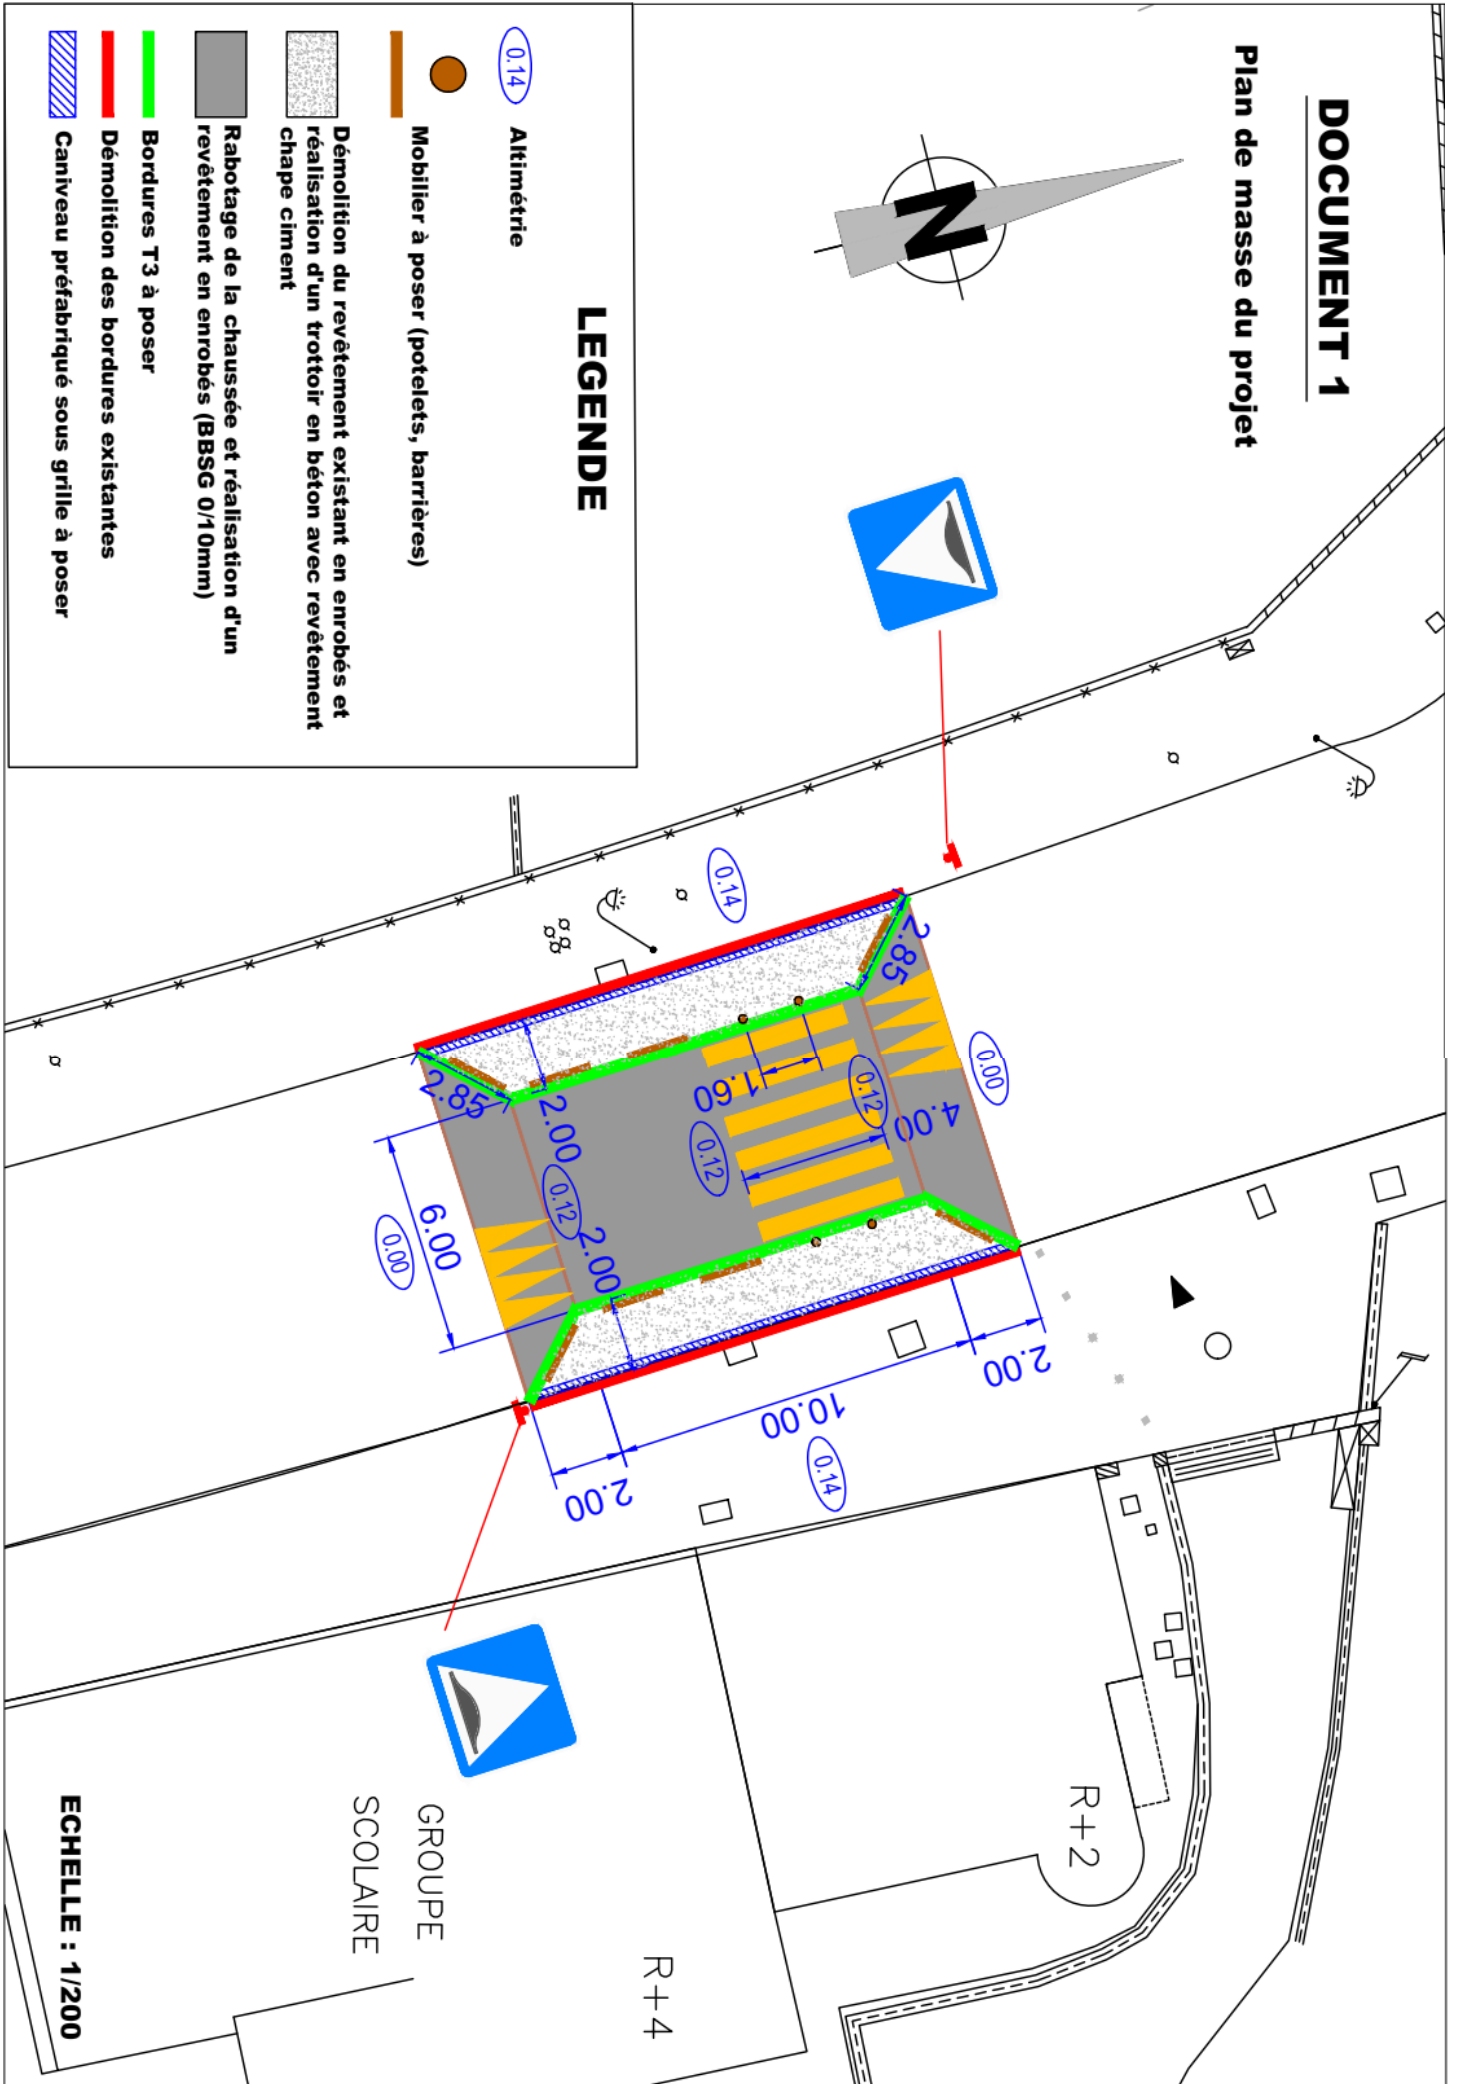 DOCUMENT 1
Plan de masse du projet
LEGENDE
0.14 Altimétrie
Mobilier à poser (potelets, barrières)
Démolition du revêtement existant en enrobés et
réalisation d'un trottoir en béton avec revêtement
chape ciment
Rabotage de la chaussée et réalisation d'un
revêtement en enrobés (BBSG 0/10mm)
Bordures T3 à poser
Démolition des bordures existantes
Caniveau préfabriqué sous grille à poser
N
0.14
2.85
0.00
4.00
0.12
1.60
0.12
2.85
2.00
0.12
2.00
6.00
0.00
2.00
10.00
2.00
0.14
R+2
R+4
GROUPE
SCOLAIRE
ECHELLE : 1/200